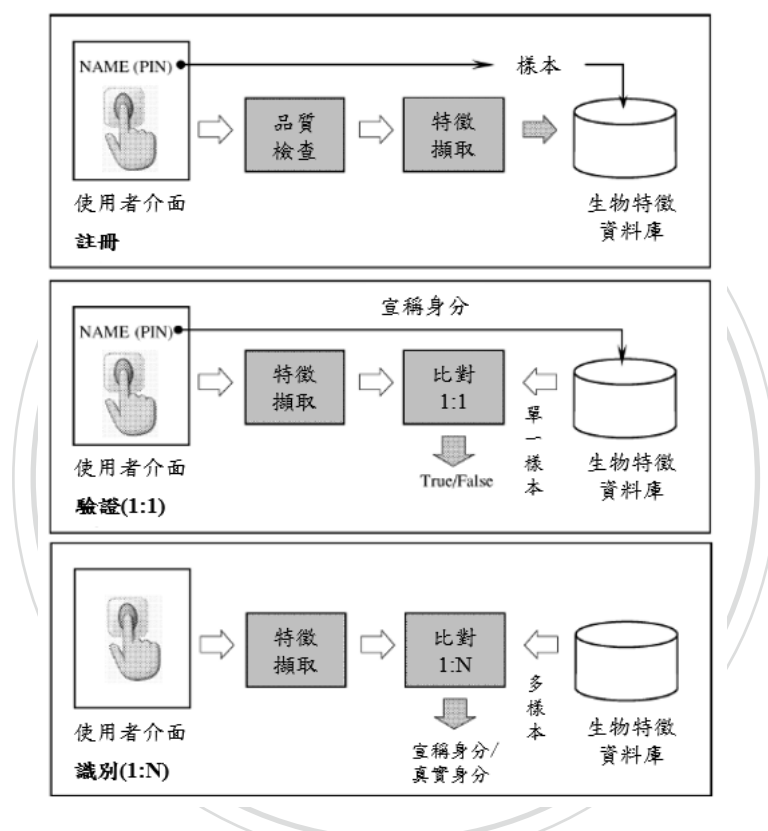 NAME (PIN)
樣本
品質
檢查
特徵
擷取
使用者介面
生物特徵
資料庫
註冊
宣稱身分
NAME (PIN)
特徵
擷取
比對
1:1
單一樣本
True/False
使用者介面
生物特徵
資料庫
驗證(1:1)
特徵
擷取
比對
1:N
多樣本
使用者介面
宣稱身分/
真實身分
生物特徵
資料庫
識別(1:N)